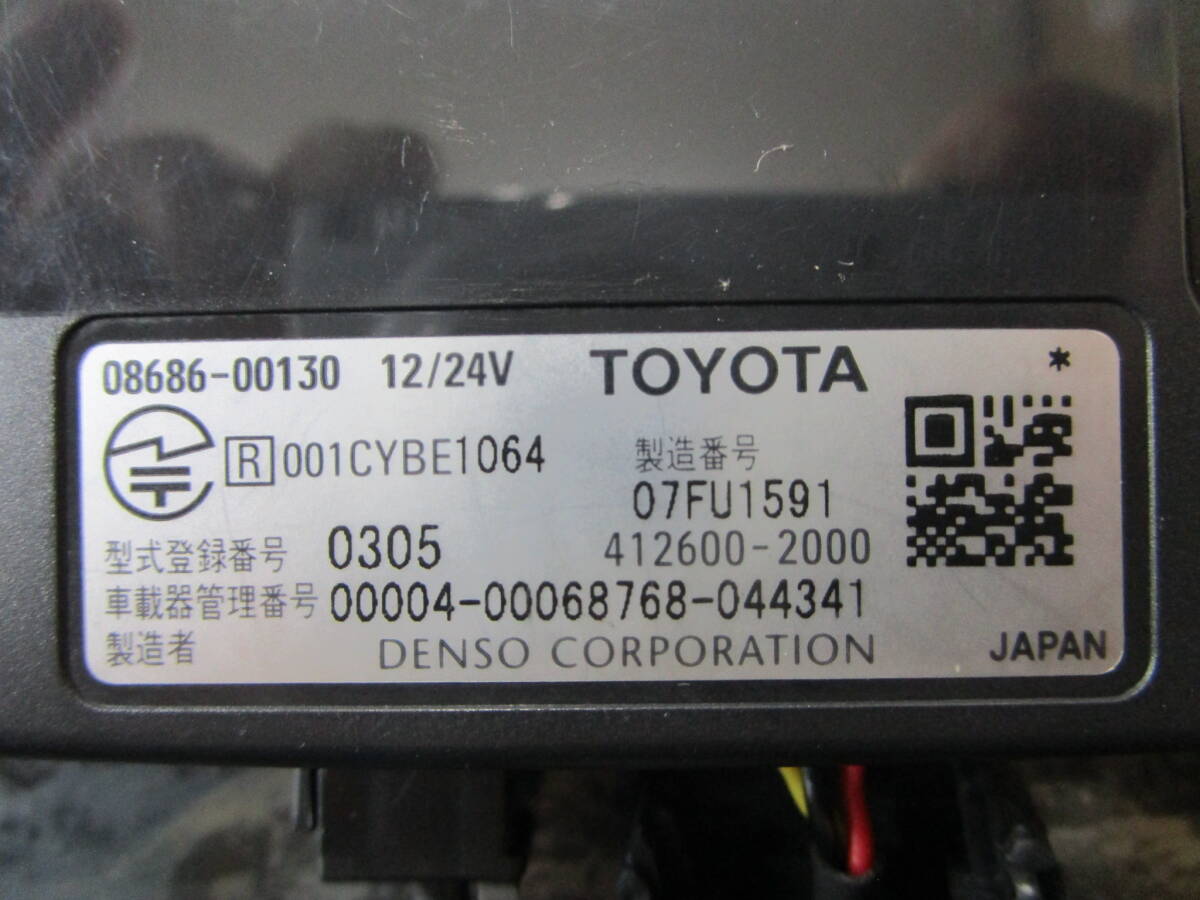 08686-00130 12/24V TOYOTA *
R 001CYBE1064 製造番号
07FU1591
型式登録番号 0305 412600-2000
車載器管理番号 00004-00068768-044341
製造者 DENSO CORPORATION JAPAN